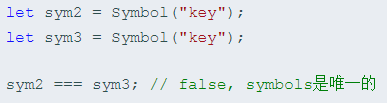 let sym2 = Symbol("key");
let sym3 = Symbol("key");
sym2 === sym3; // false, symbols是唯一的